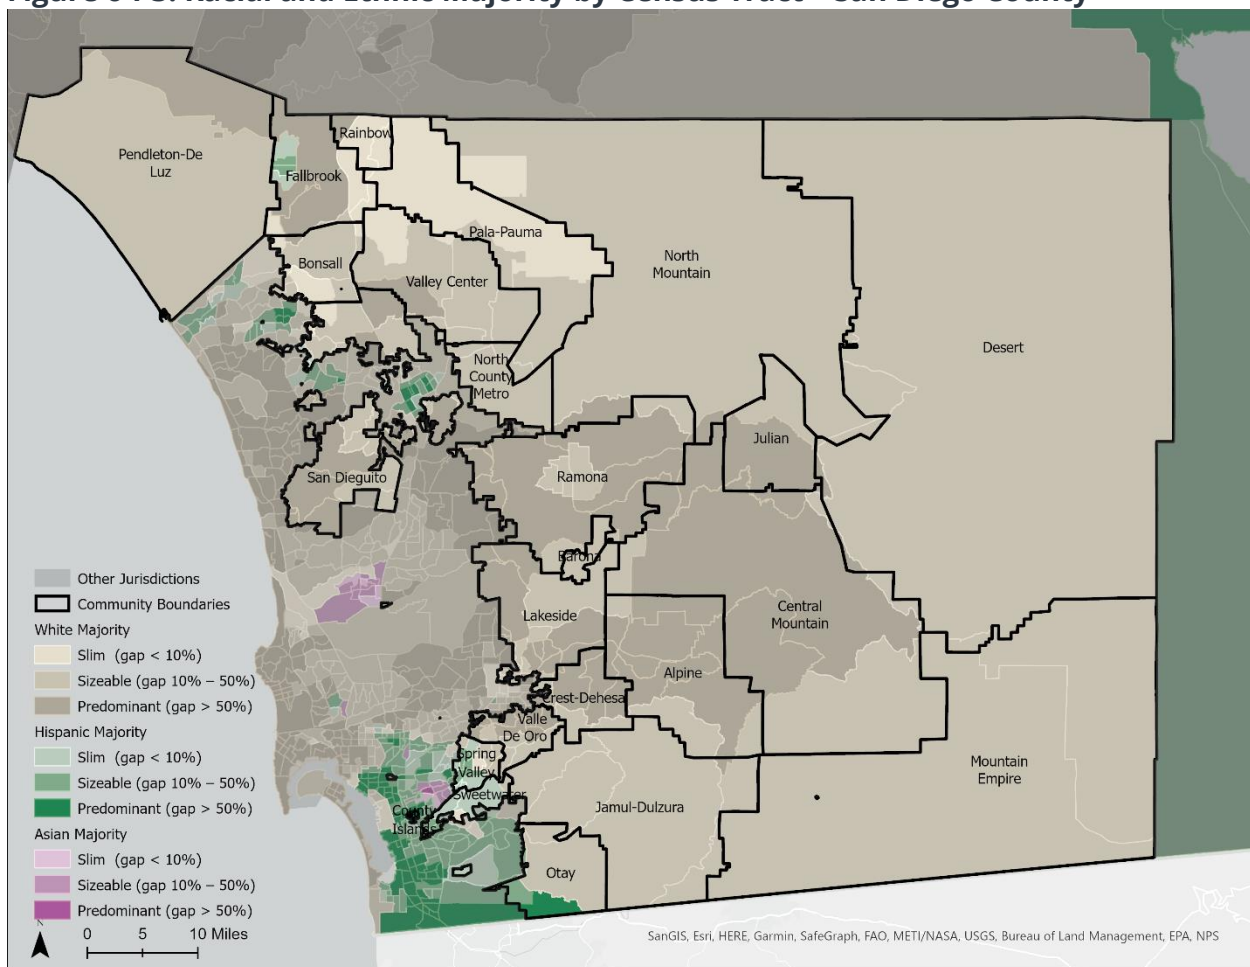 Pendleton-De
Luz
Rainbow
Fallbrook
Pala-Pauma
Bonsall
Valley Center
North
Mountain
Desert
North
County
Metro
Julian
San Dieguito
Ramona
Barona
Lakeside
Central
Mountain
Alpine
Crest-Dehesa
Valle
De Oro
Spring
Valley
Sweetwater
County
Islands
Jamul-Dulzura
Mountain
Empire
Otay
Other Jurisdictions
Community Boundaries
White Majority
Slim (gap < 10%)
Sizeable (gap 10% – 50%)
Predominant (gap > 50%)
Hispanic Majority
Slim (gap < 10%)
Sizeable (gap 10% – 50%)
Predominant (gap > 50%)
Asian Majority
Slim (gap < 10%)
Sizeable (gap 10% – 50%)
Predominant (gap > 50%)
N
0 5 10 Miles
SanGIS, Esri, HERE, Garmin, SafeGraph, FAO, METI/NASA, USGS, Bureau of Land Management, EPA, NPS